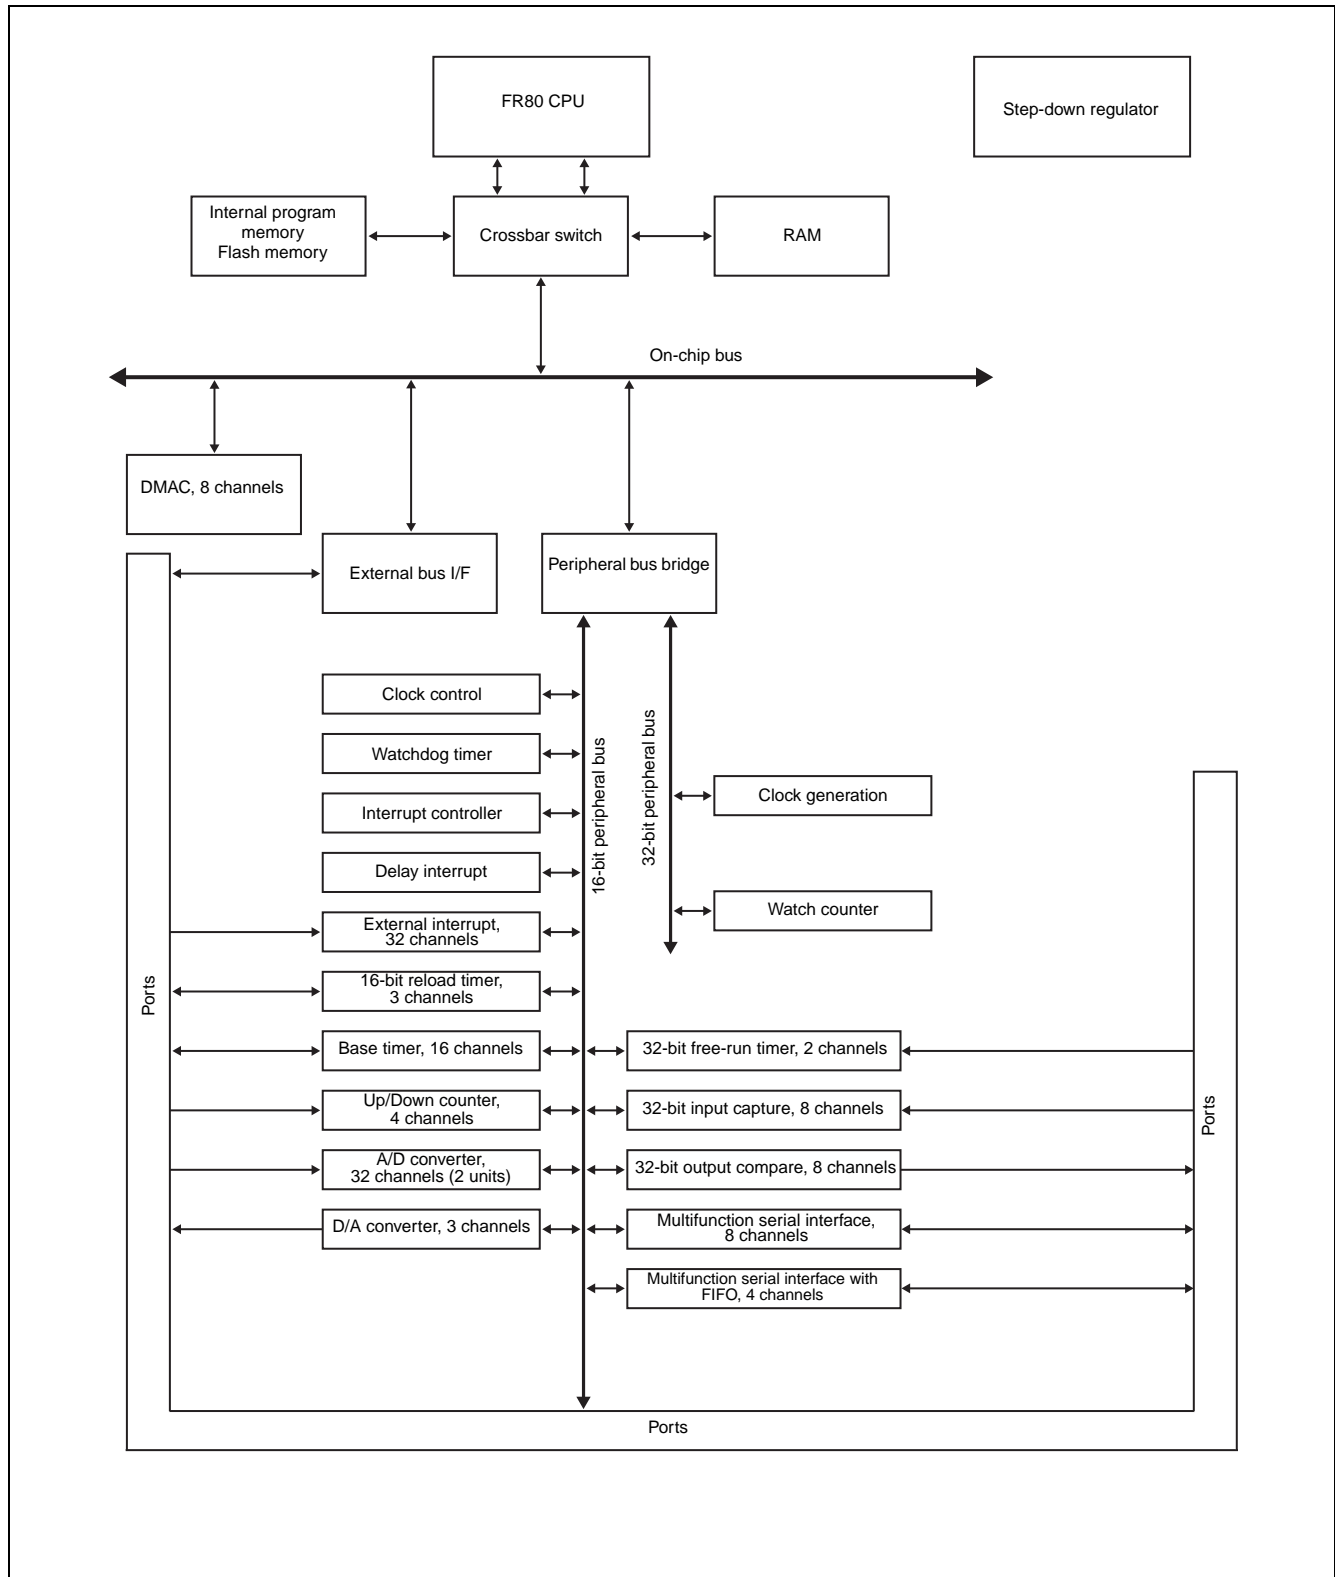 FR80 CPU
Step-down regulator
Internal program
memory
Flash memory
Crossbar switch
RAM
On-chip bus
DMAC, 8 channels
External bus I/F
Peripheral bus bridge
Clock control
Watchdog timer
Interrupt controller
Delay interrupt
External interrupt,
32 channels
16-bit reload timer,
3 channels
Base timer, 16 channels
Up/Down counter,
4 channels
A/D converter,
32 channels (2 units)
D/A converter, 3 channels
16-bit peripheral bus
32-bit peripheral bus
Clock generation
Watch counter
32-bit free-run timer, 2 channels
32-bit input capture, 8 channels
32-bit output compare, 8 channels
Multifunction serial interface,
8 channels
Multifunction serial interface with
FIFO, 4 channels
Ports
Ports
Ports